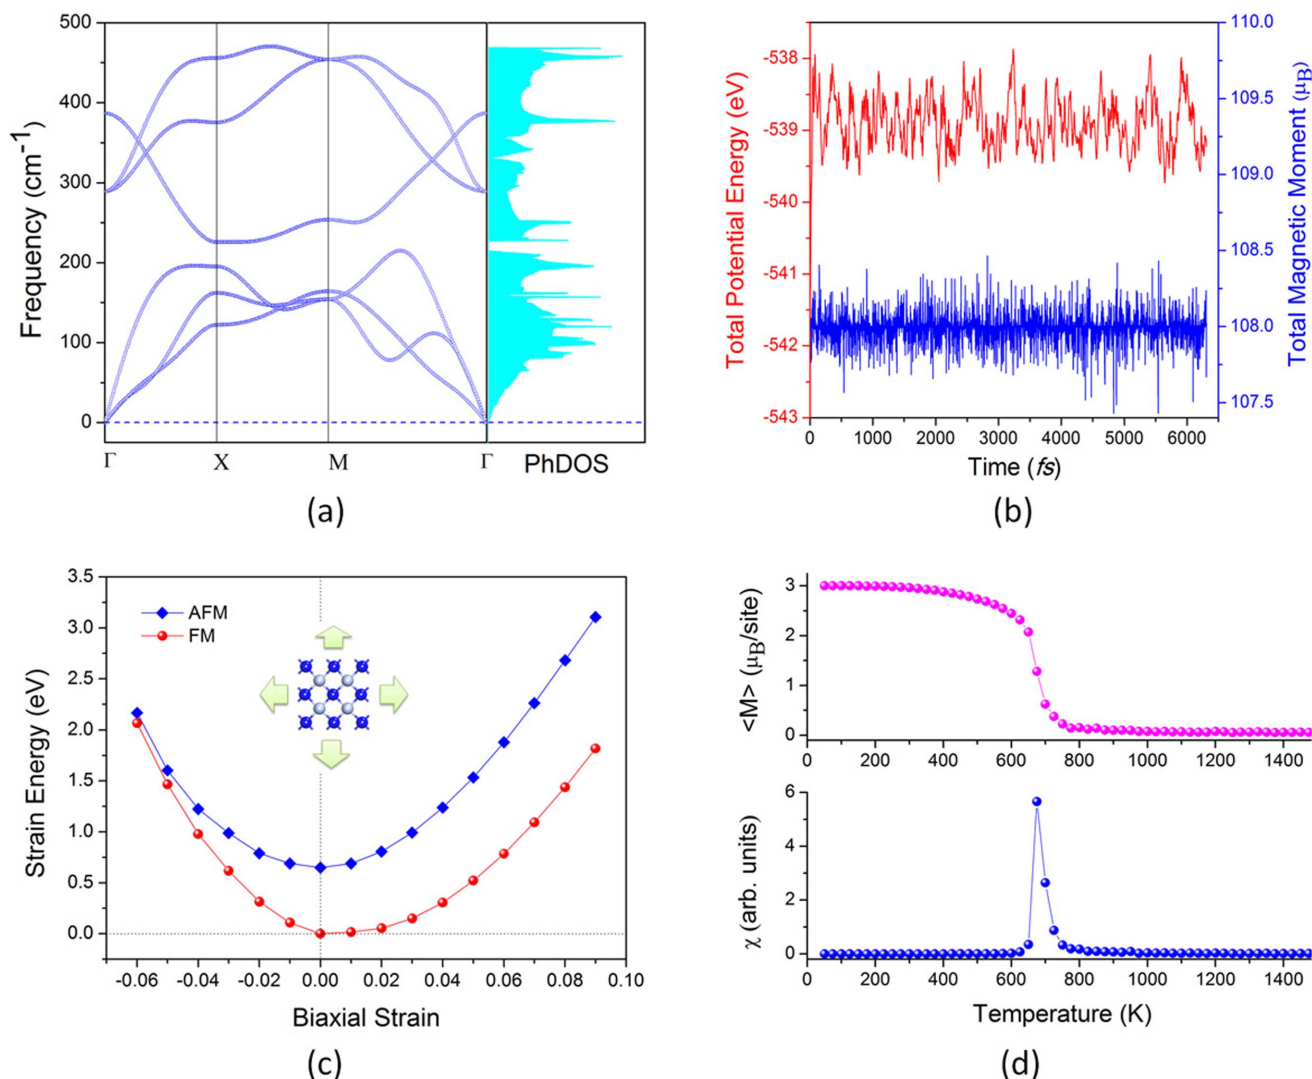 500
400
300
200
100
0
Frequency (cm-1)
Γ X M Γ PhDOS
(a)
-538
-539
-540
-541
-542
-543
Total Potential Energy (eV)
110.0
109.5
109.0
108.5
108.0
107.5
Total Magnetic Moment (μB)
0 1000 2000 3000 4000 5000 6000
Time (fs)
(b)
3.5
3.0
2.5
2.0
1.5
1.0
0.5
0.0
Strain Energy (eV)
AFM
FM
-0.06 -0.04 -0.02 0.00 0.02 0.04 0.06 0.08 0.10
Biaxial Strain
(c)
3
2
1
0
<M> (μB/site)
0 200 400 600 800 1000 1200 1400
6
4
2
0
χ (arb. units)
0 200 400 600 800 1000 1200 1400
Temperature (K)
(d)